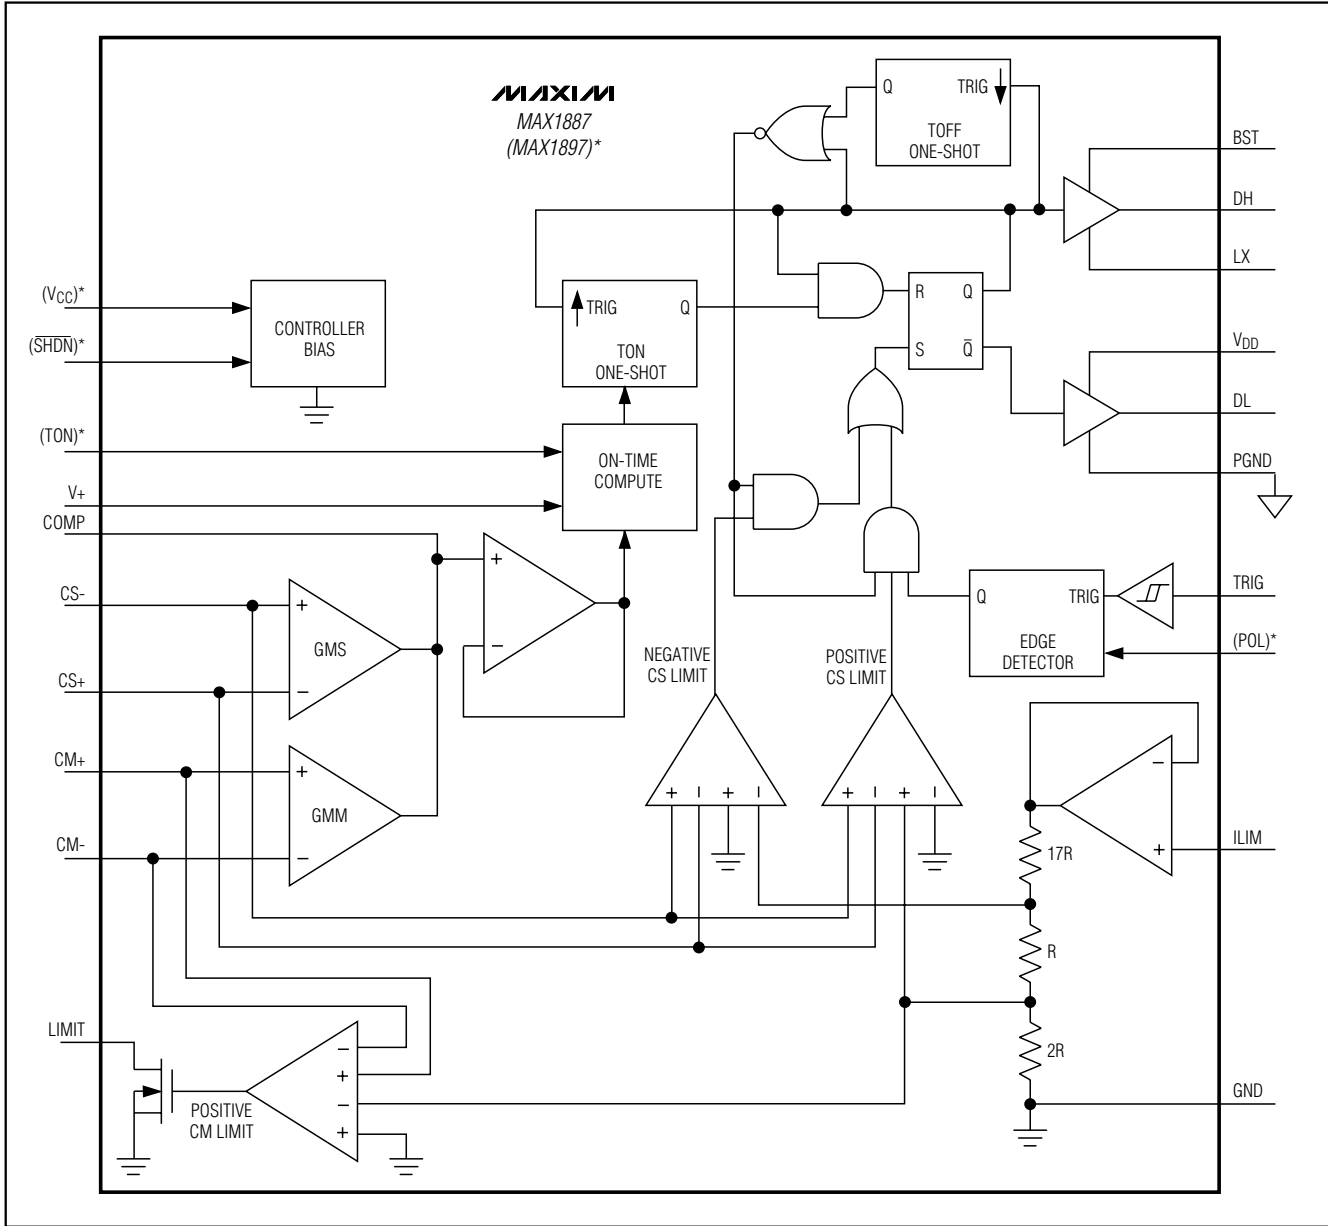 MAXIM
MAX1887
(MAX1897)*
Q
TRIG
TOFF
ONE-SHOT
BST
DH
LX
(VCC)*
(SHDN)*
CONTROLLER
BIAS
TRIG
Q
TON
ONE-SHOT
R
Q
S
Q̅
VDD
DL
PGND
(TON)*
V+
COMP
ON-TIME
COMPUTE
CS-
CS+
CM+
CM-
+
GMS
−
+
GMM
−
+
−
NEGATIVE
CS LIMIT
POSITIVE
CS LIMIT
Q
TRIG
EDGE
DETECTOR
TRIG
(POL)*
+ − + −
+ − + −
−
+
ILIM
17R
R
2R
GND
LIMIT
−
+
−
+
POSITIVE
CM LIMIT